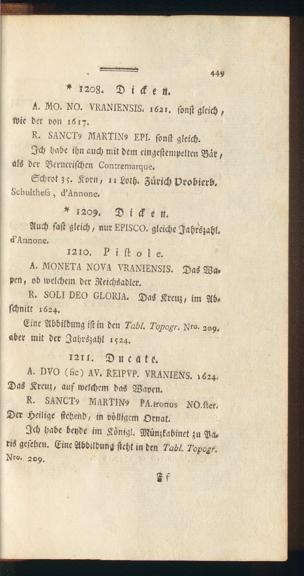 449
* 1208. Dicken.
A. MO. NO. VRANIENSIS. 1621. sonst gleich,
wie der von 1617.
R. SANCT9 MARTIN9 EPI. sonst gleich.
Ich habe ihn auch mit dem eingestempelten Bär,
als der Bernerischen Contremarque.
Schrot 35. Korn, 11 Loth. Zürich Probierb.
Schulthess, d'Annone.
* 1209. Dicken.
Auch fast gleich, nur EPISCO. gleiche Jahrszahl.
d'Annone.
1210. Pistole.
A. MONETA NOVA VRANIENSIS. Das Wa-
pen, ob welchem der Reichsadler.
R. SOLI DEO GLORIA. Das Kreuz, im Ab-
schnitt 1624.
Eine Abbildung ist in den Tabl. Topogr. Nro. 209.
aber mit der Jahrszahl 1524.
1211. Ducate.
A. DVO (sic) AV. REIPVP. VRANIENS. 1624.
Das Kreuz, auf welchem das Wapen.
R. SANCT9 MARTIN9 PA.tronus NO.ster.
Der Heilige stehend, in völligem Ornat.
Ich habe beyde im Königl. Münzkabinet zu Pa-
ris gesehen. Eine Abbildung steht in den Tabl. Topogr.
Nro. 209.
Ff